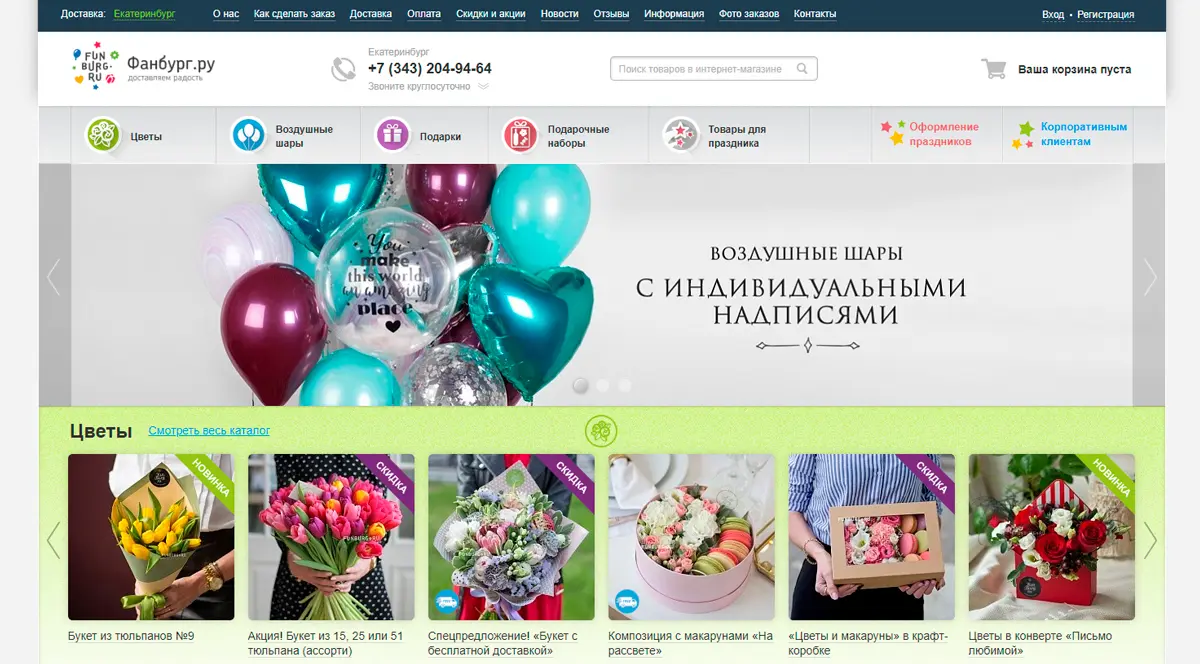 Доставка: Екатеринбург О нас Как сделать заказ Доставка Оплата Скидки и акции Новости Отзывы Информация Фото заказов Контакты Вход • Регистрация
FUN
BURG·
RU
Фанбург.ру
доставляем радость
Екатеринбург
+7 (343) 204-94-64
Звоните круглосуточно
Поиск товаров в интернет-магазине
Ваша корзина пуста
Цветы
Воздушные
шары
Подарки
Подарочные
наборы
Товары для
праздника
Оформление
праздников
Корпоративным
клиентам
You
make
this world
an amazing
place
ВОЗДУШНЫЕ ШАРЫ
С ИНДИВИДУАЛЬНЫМИ
НАДПИСЯМИ
Цветы Смотреть весь каталог
НОВИНКА
СКИДКА
СКИДКА
СКИДКА
НОВИНКА
FUNBURG.RU
Букет из тюльпанов №9
Акция! Букет из 15, 25 или 51
тюльпана (ассорти)
Спецпредложение! «Букет с
бесплатной доставкой»
Композиция с макарунами «На
рассвете»
«Цветы и макаруны» в крафт-
коробке
Цветы в конверте «Письмо
любимой»